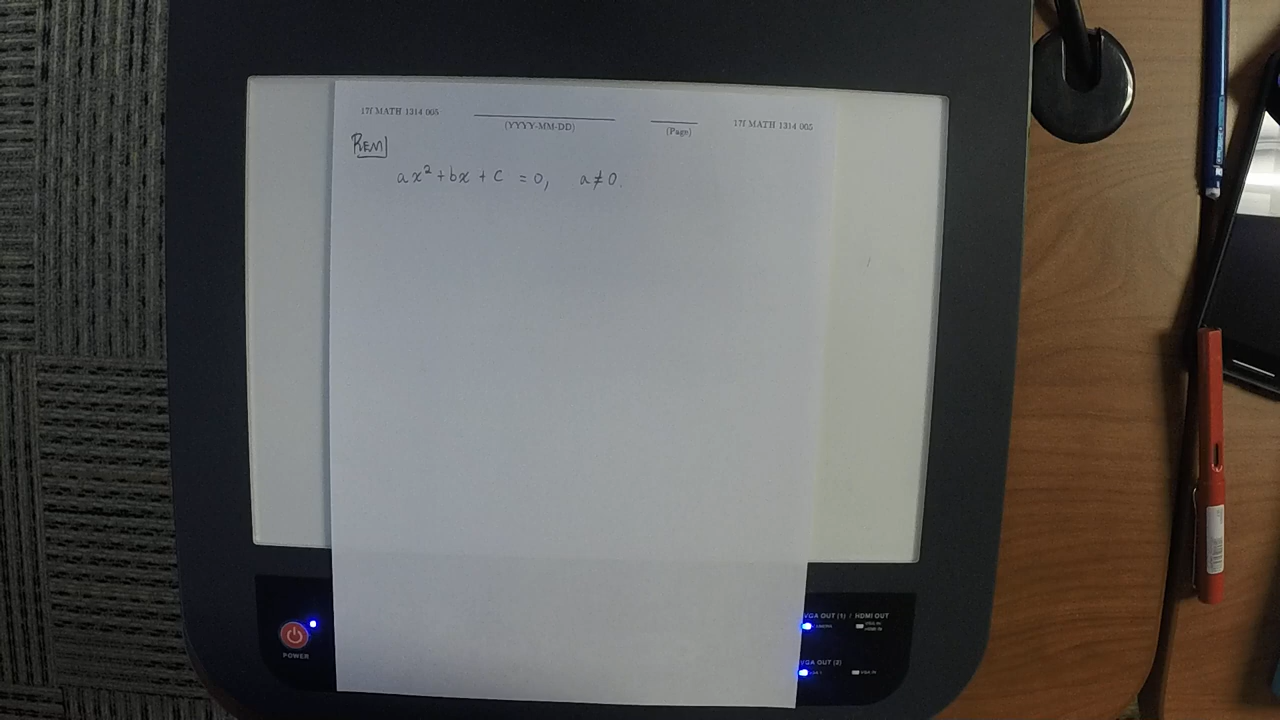 17f MATH 1314 005
(YYYY-MM-DD)
(Page)
17f MATH 1314 005
REM
ax² + bx + c = 0, a ≠ 0.
POWER
VGA OUT (1) / HDMI OUT
VGA OUT (2)